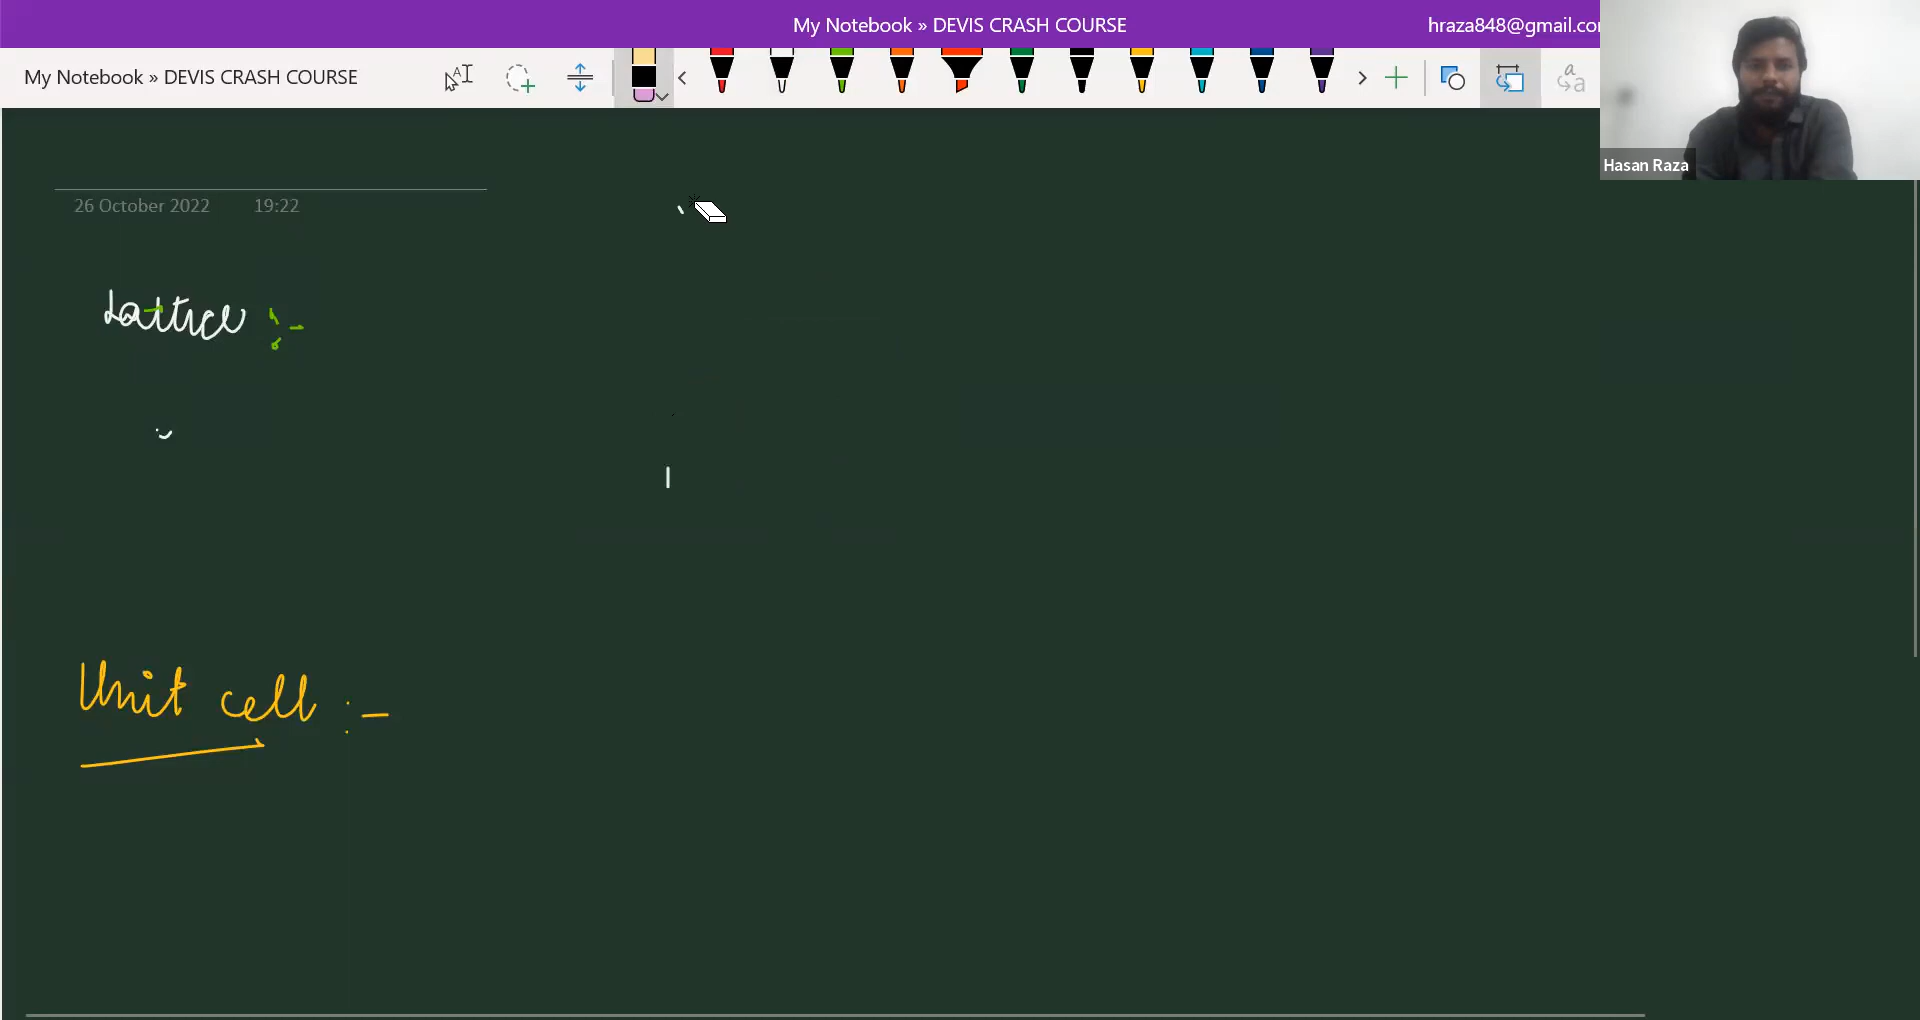 My Notebook » DEVIS CRASH COURSE
hraza848@gmail.co
My Notebook » DEVIS CRASH COURSE
Hasan Raza
26 October 2022 19:22
Lattice :-
Unit cell :-